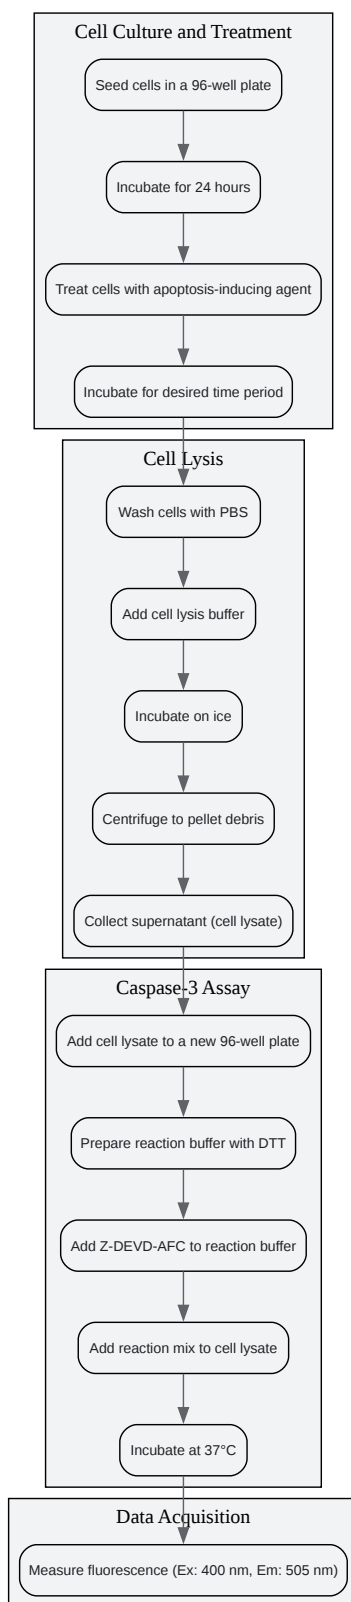 Cell Culture and Treatment
Seed cells in a 96-well plate
Incubate for 24 hours
Treat cells with apoptosis-inducing agent
Incubate for desired time period
Cell Lysis
Wash cells with PBS
Add cell lysis buffer
Incubate on ice
Centrifuge to pellet debris
Collect supernatant (cell lysate)
Caspase-3 Assay
Add cell lysate to a new 96-well plate
Prepare reaction buffer with DTT
Add Z-DEVD-AFC to reaction buffer
Add reaction mix to cell lysate
Incubate at 37°C
Data Acquisition
Measure fluorescence (Ex: 400 nm, Em: 505 nm)